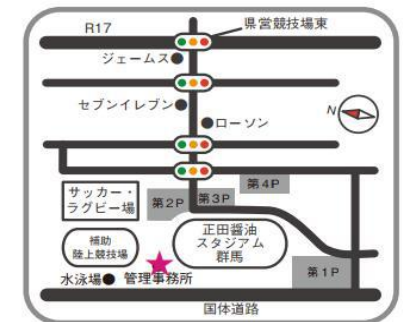 R17
県営競技場東
ジェームス
セブンイレブン
ローソン
N
サッカー・
ラグビー場
第2P
第3P
第4P
補助
陸上競技場
正田醤油
スタジアム
群馬
水泳場
管理事務所
第1P
国体道路